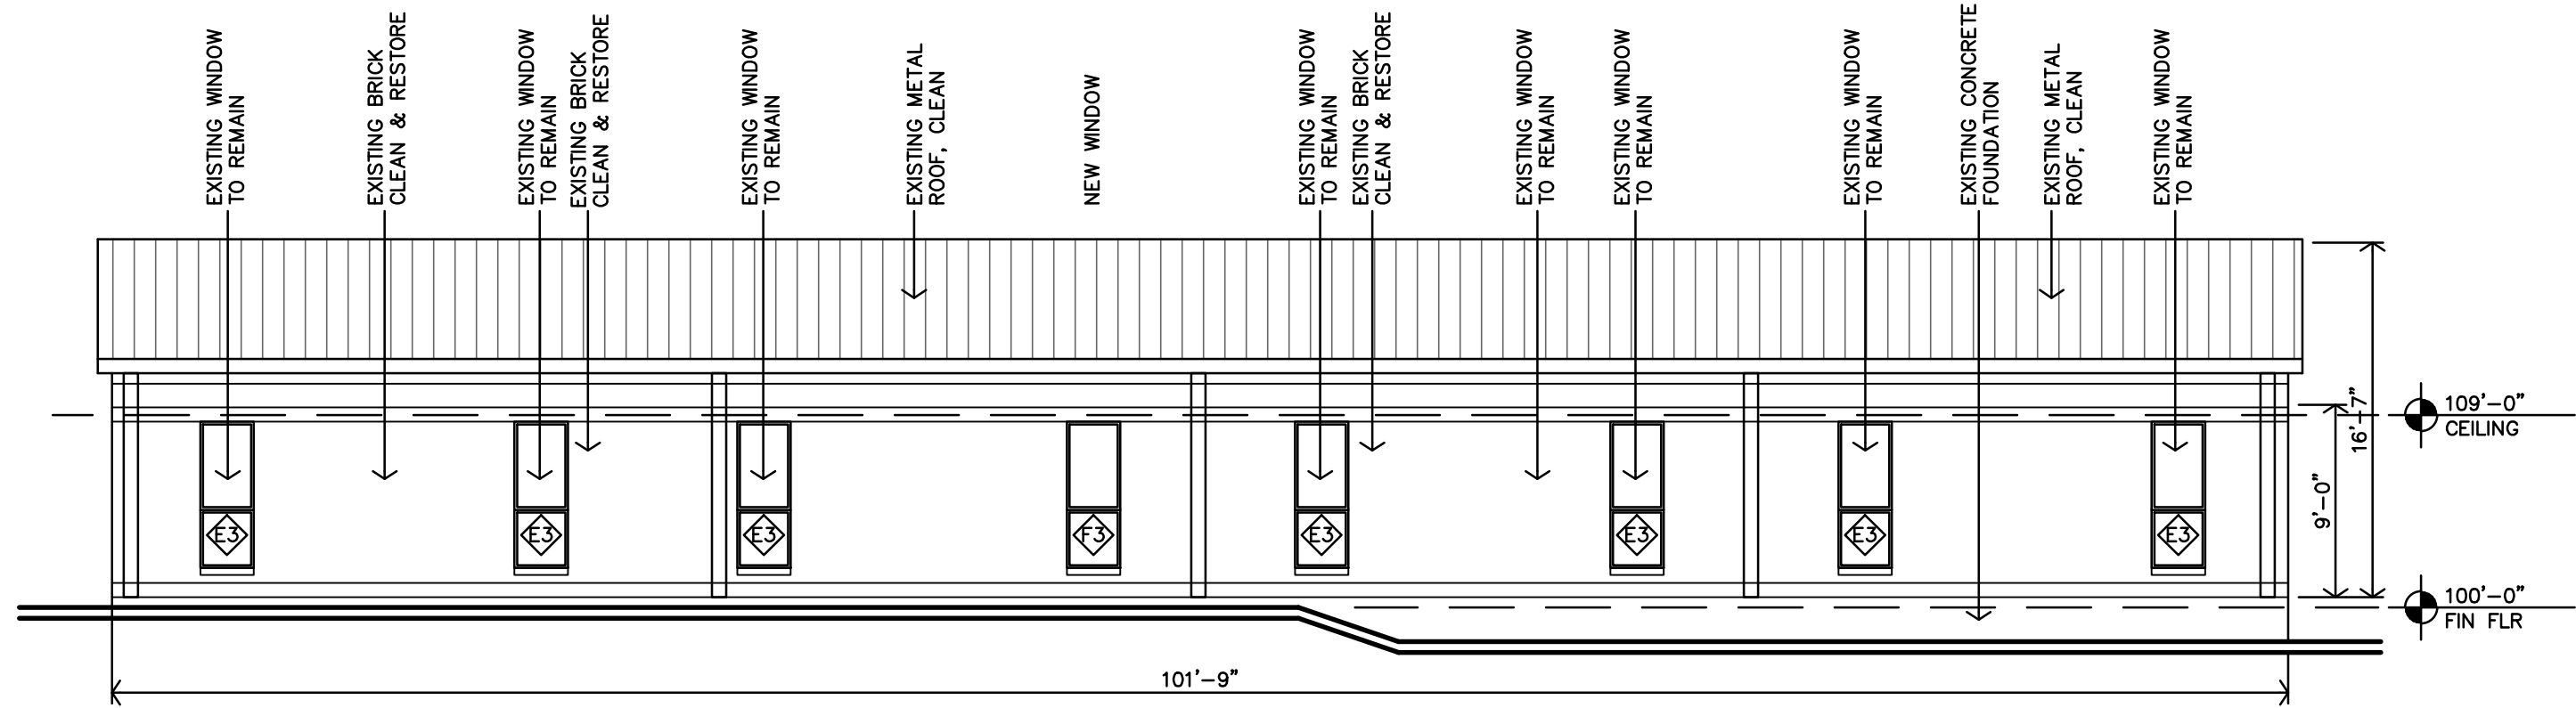 EXISTING WINDOW
TO REMAIN
EXISTING BRICK
CLEAN & RESTORE
EXISTING WINDOW
TO REMAIN
EXISTING BRICK
CLEAN & RESTORE
EXISTING WINDOW
TO REMAIN
EXISTING METAL
ROOF, CLEAN
NEW WINDOW
EXISTING WINDOW
TO REMAIN
EXISTING BRICK
CLEAN & RESTORE
EXISTING WINDOW
TO REMAIN
EXISTING WINDOW
TO REMAIN
EXISTING WINDOW
TO REMAIN
EXISTING CONCRETE
FOUNDATION
EXISTING METAL
ROOF, CLEAN
EXISTING WINDOW
TO REMAIN
E3
E3
E3
F3
E3
E3
E3
E3
9'-0"
16'-7"
109'-0"
CEILING
100'-0"
FIN FLR
101'-9"